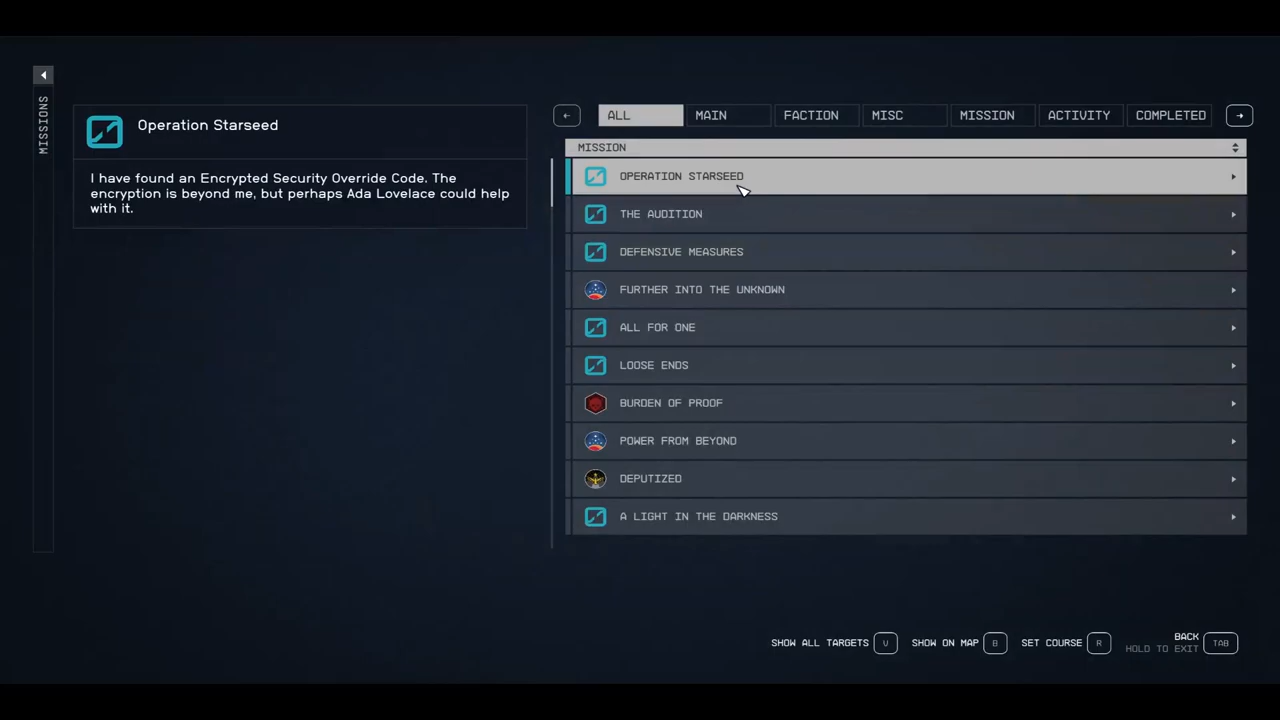 MISSIONS
Operation Starseed
I have found an Encrypted Security Override Code. The
encryption is beyond me, but perhaps Ada Lovelace could help
with it.
ALL MAIN FACTION MISC MISSION ACTIVITY COMPLETED
MISSION
OPERATION STARSEED
THE AUDITION
DEFENSIVE MEASURES
FURTHER INTO THE UNKNOWN
ALL FOR ONE
LOOSE ENDS
BURDEN OF PROOF
POWER FROM BEYOND
DEPUTIZED
A LIGHT IN THE DARKNESS
SHOW ALL TARGETS V SHOW ON MAP B SET COURSE R BACK TAB
HOLD TO EXIT